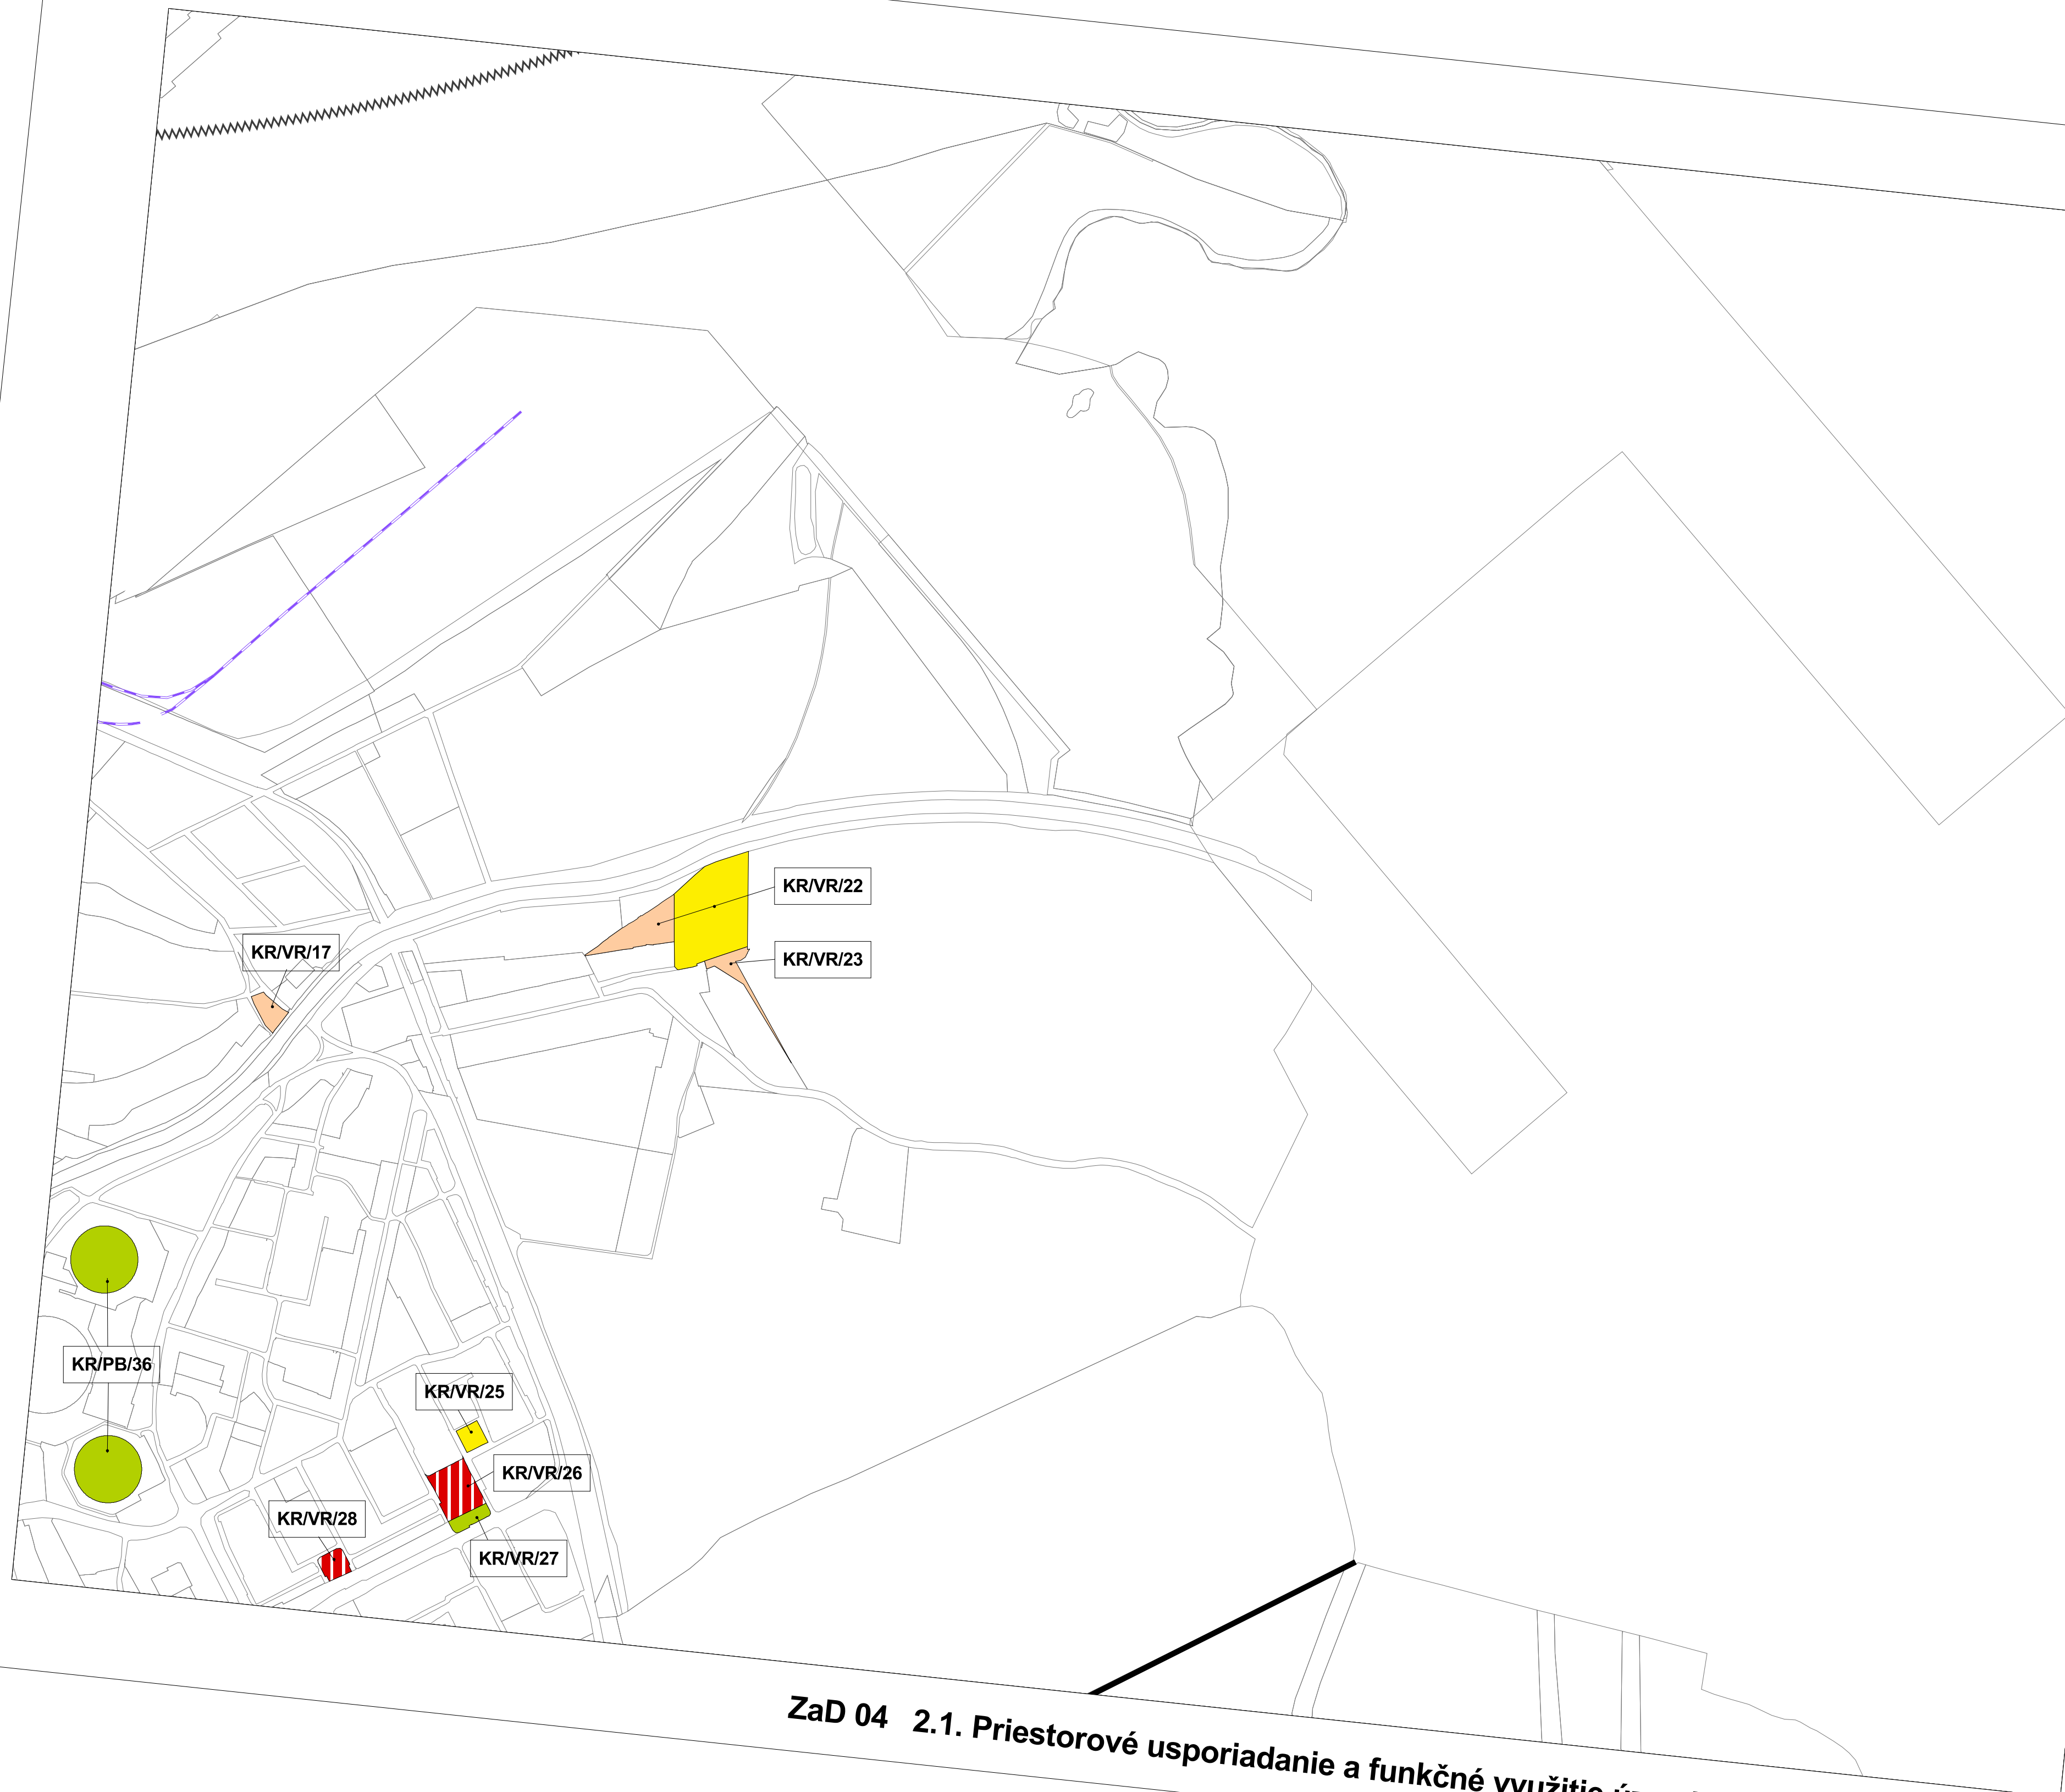 KR/VR/22
KR/VR/17
KR/VR/23
KR/PB/36
KR/VR/25
KR/VR/26
KR/VR/28
KR/VR/27
ZaD 04 2.1. Priestorové usporiadanie a funkčné využitie